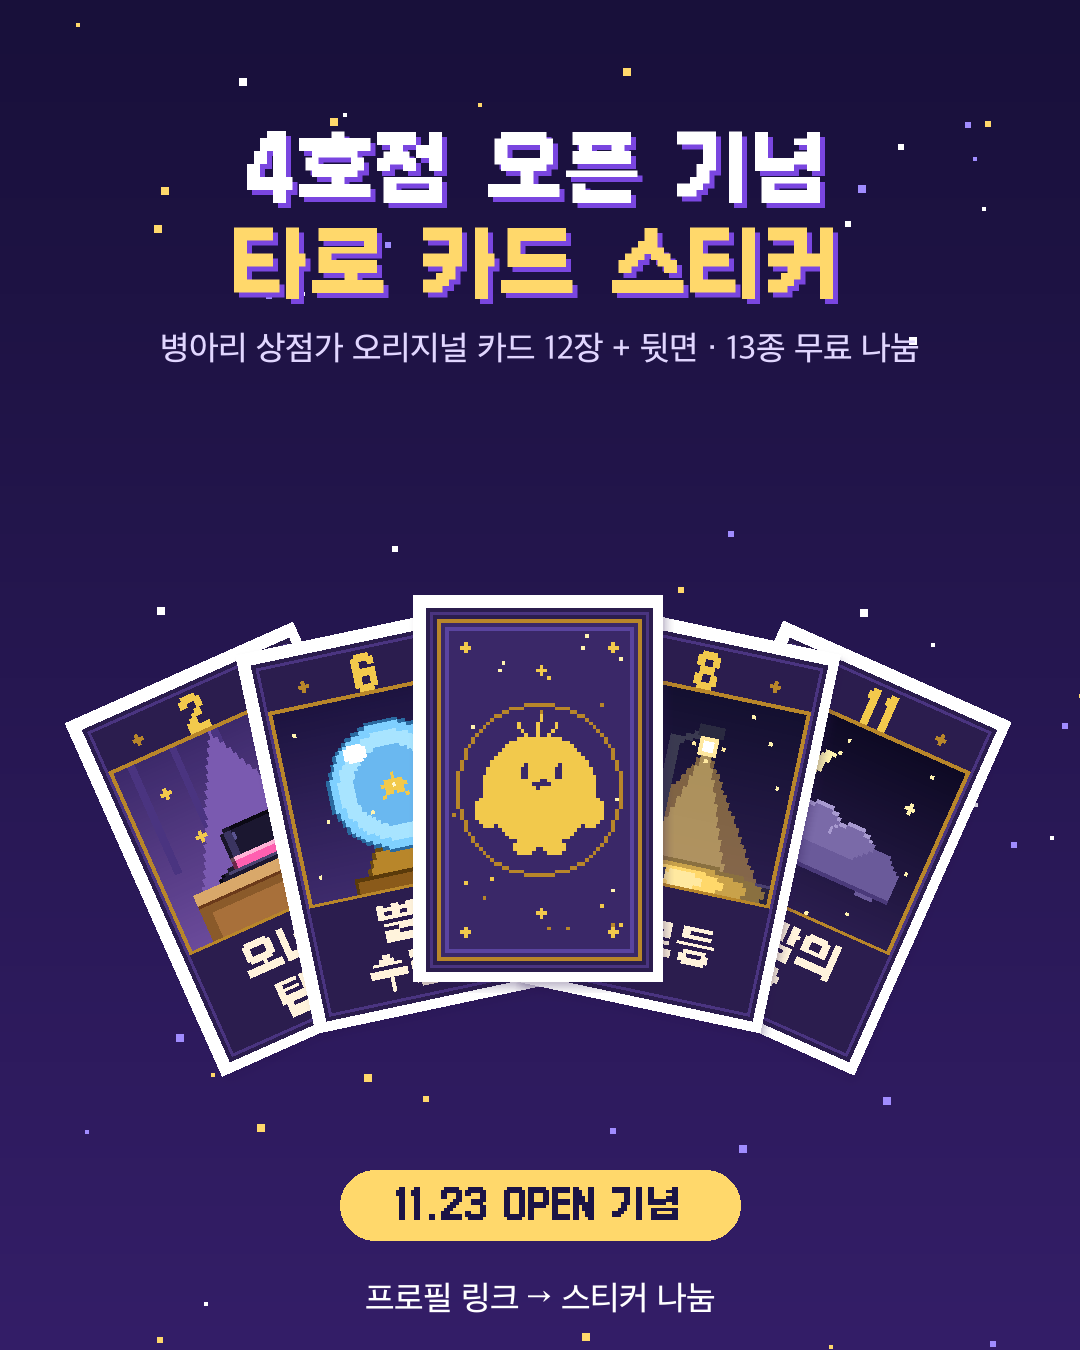 4호점 오픈 기념
타로 카드 스티커
병아리 상점가 오리지널 카드 12장 + 뒷면 · 13종 무료 나눔
2
6
8
11
11.23 OPEN 기념
프로필 링크 → 스티커 나눔